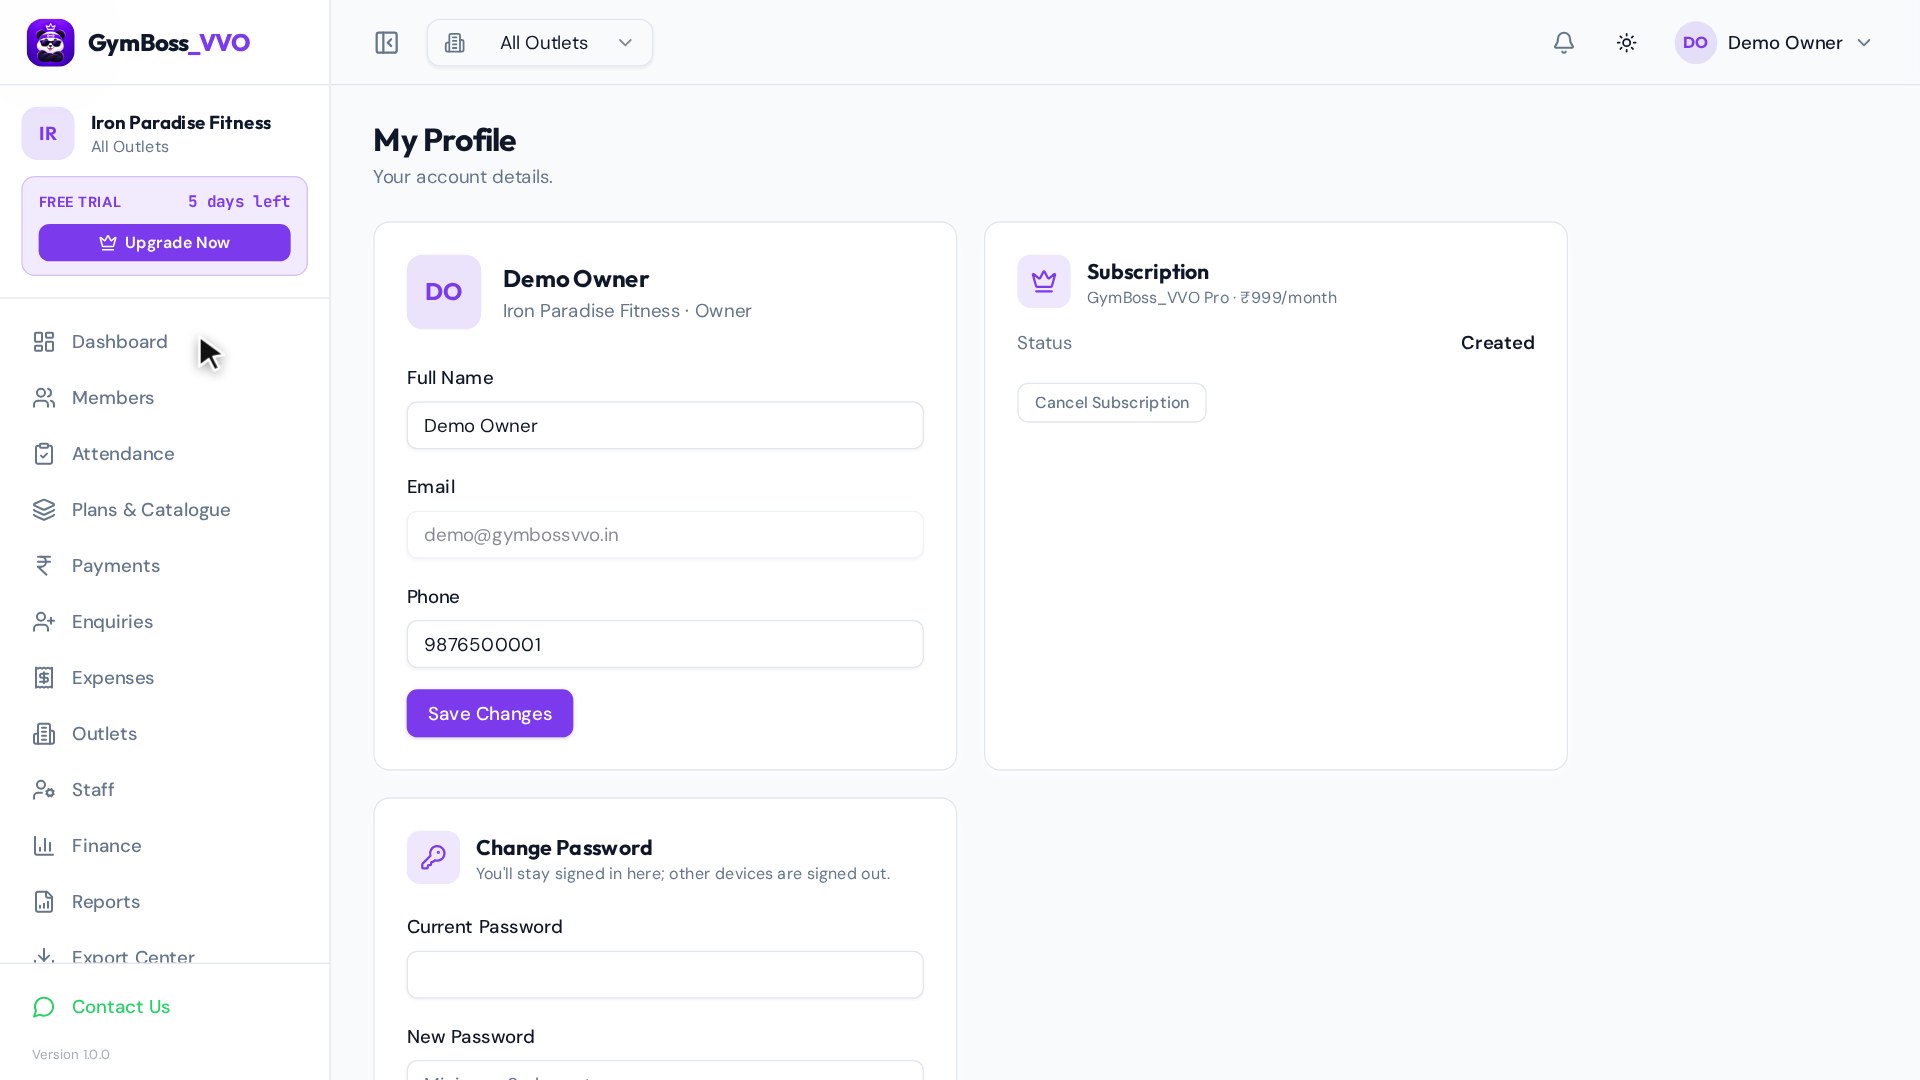 GymBoss_VVO
All Outlets
DO
Demo Owner
IR
Iron Paradise Fitness
All Outlets
FREE TRIAL
5 days left
Upgrade Now
Dashboard
Members
Attendance
Plans & Catalogue
Payments
Enquiries
Expenses
Outlets
Staff
Finance
Reports
Export Center
Contact Us
Version 1.0.0
My Profile
Your account details.
DO
Demo Owner
Iron Paradise Fitness · Owner
Full Name
Demo Owner
Email
demo@gymbossvvo.in
Phone
9876500001
Save Changes
Subscription
GymBoss_VVO Pro · ₹999/month
Status
Created
Cancel Subscription
Change Password
You'll stay signed in here; other devices are signed out.
Current Password
New Password